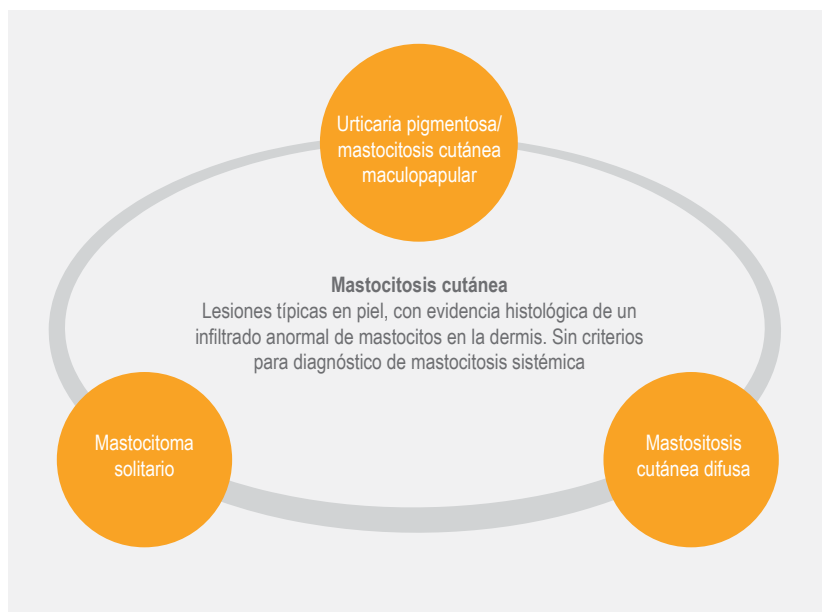 Urticaria pigmentosa/
mastocitosis cutánea
maculopapular
Mastocitosis cutánea
Lesiones típicas en piel, con evidencia histológica de un
infiltrado anormal de mastocitos en la dermis. Sin criterios
para diagnóstico de mastocitosis sistémica
Mastocitoma
solitario
Mastositosis
cutánea difusa